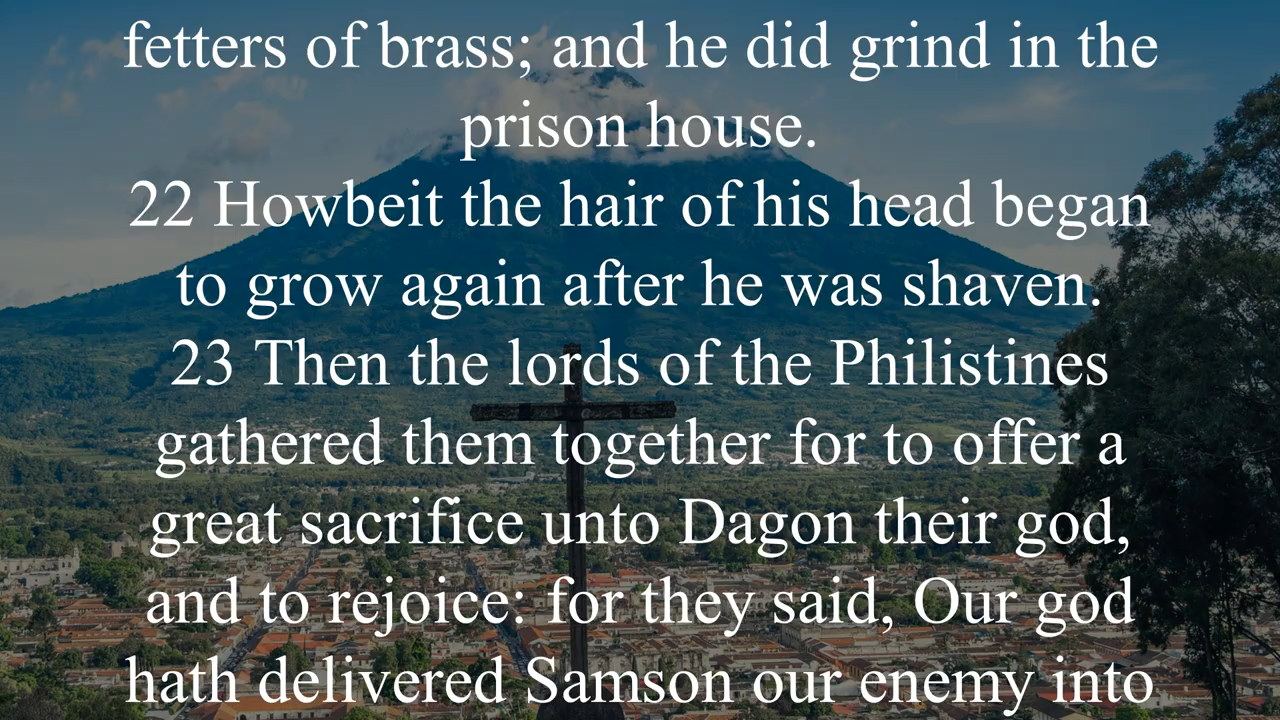 fetters of brass; and he did grind in the
prison house.
22 Howbeit the hair of his head began
to grow again after he was shaven.
23 Then the lords of the Philistines
gathered them together for to offer a
great sacrifice unto Dagon their god,
and to rejoice: for they said, Our god
hath delivered Samson our enemy into